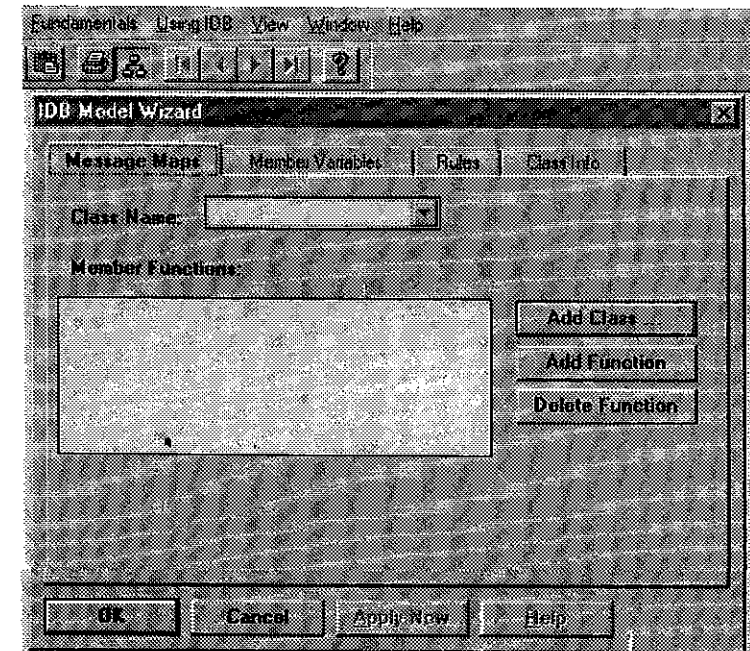 Fundamentals Using IDB View Window Help
?
IDB Model Wizard
Message Maps Member Variables Rules Class Info
Class Name:
Member Functions:
Add Class ...
Add Function
Delete Function
OK Cancel Apply Now Help